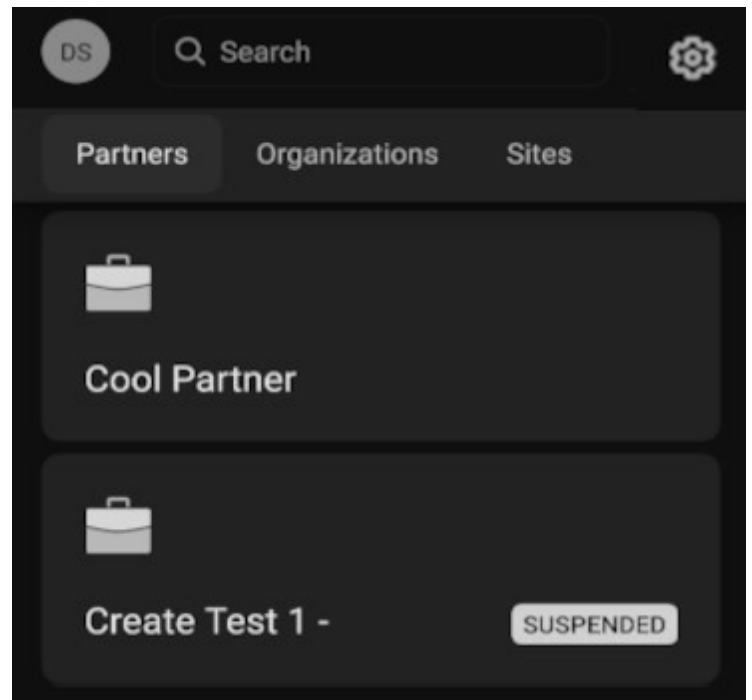 DS Search
Partners Organizations Sites
Cool Partner
Create Test 1 - SUSPENDED